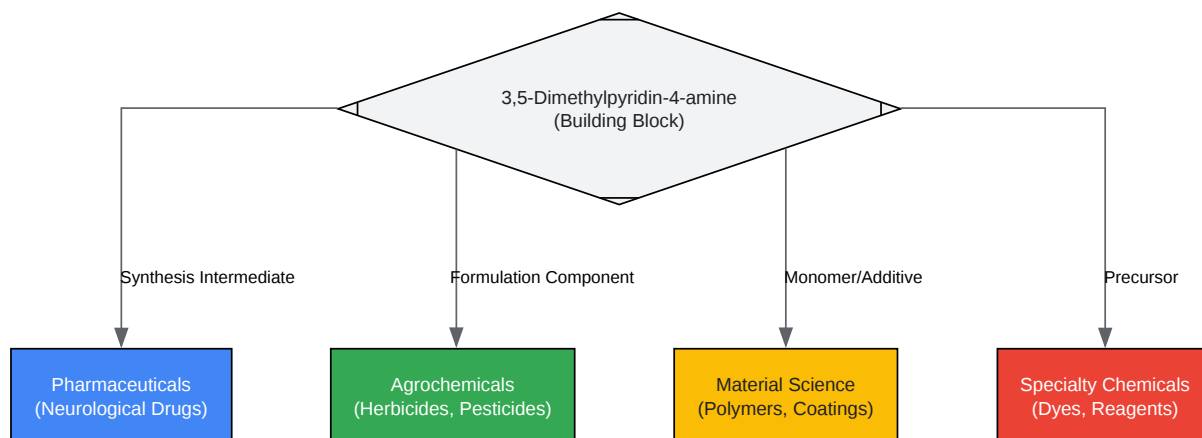 3,5-Dimethylpyridin-4-amine
(Building Block)
Synthesis Intermediate
Formulation Component
Monomer/Additive
Precursor
Pharmaceuticals
(Neurological Drugs)
Agrochemicals
(Herbicides, Pesticides)
Material Science
(Polymers, Coatings)
Specialty Chemicals
(Dyes, Reagents)